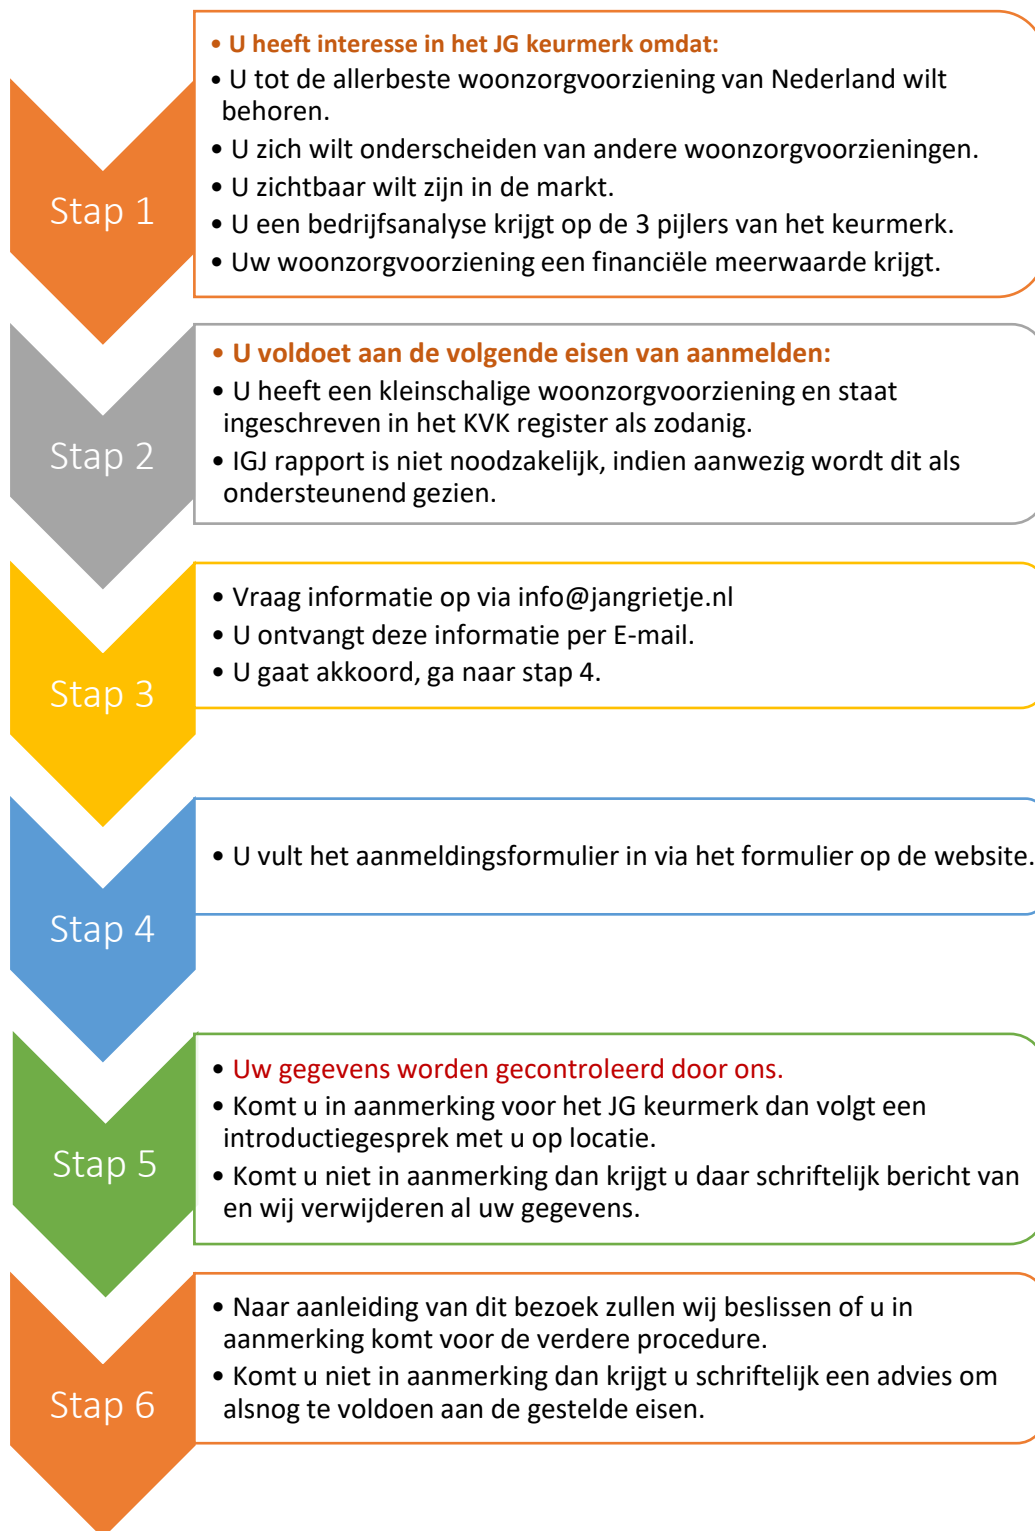 Stap 1
• U heeft interesse in het JG keurmerk omdat:
• U tot de allerbeste woonzorgvoorziening van Nederland wilt
behoren.
• U zich wilt onderscheiden van andere woonzorgvoorzieningen.
• U zichtbaar wilt zijn in de markt.
• U een bedrijfsanalyse krijgt op de 3 pijlers van het keurmerk.
• Uw woonzorgvoorziening een financiële meerwaarde krijgt.
Stap 2
• U voldoet aan de volgende eisen van aanmelden:
• U heeft een kleinschalige woonzorgvoorziening en staat
ingeschreven in het KVK register als zodanig.
• IGJ rapport is niet noodzakelijk, indien aanwezig wordt dit als
ondersteunend gezien.
Stap 3
• Vraag informatie op via info@jangrietje.nl
• U ontvangt deze informatie per E-mail.
• U gaat akkoord, ga naar stap 4.
Stap 4
• U vult het aanmeldingsformulier in via het formulier op de website.
Stap 5
• Uw gegevens worden gecontroleerd door ons.
• Komt u in aanmerking voor het JG keurmerk dan volgt een
introductiegesprek met u op locatie.
• Komt u niet in aanmerking dan krijgt u daar schriftelijk bericht van
en wij verwijderen al uw gegevens.
Stap 6
• Naar aanleiding van dit bezoek zullen wij beslissen of u in
aanmerking komt voor de verdere procedure.
• Komt u niet in aanmerking dan krijgt u schriftelijk een advies om
alsnog te voldoen aan de gestelde eisen.